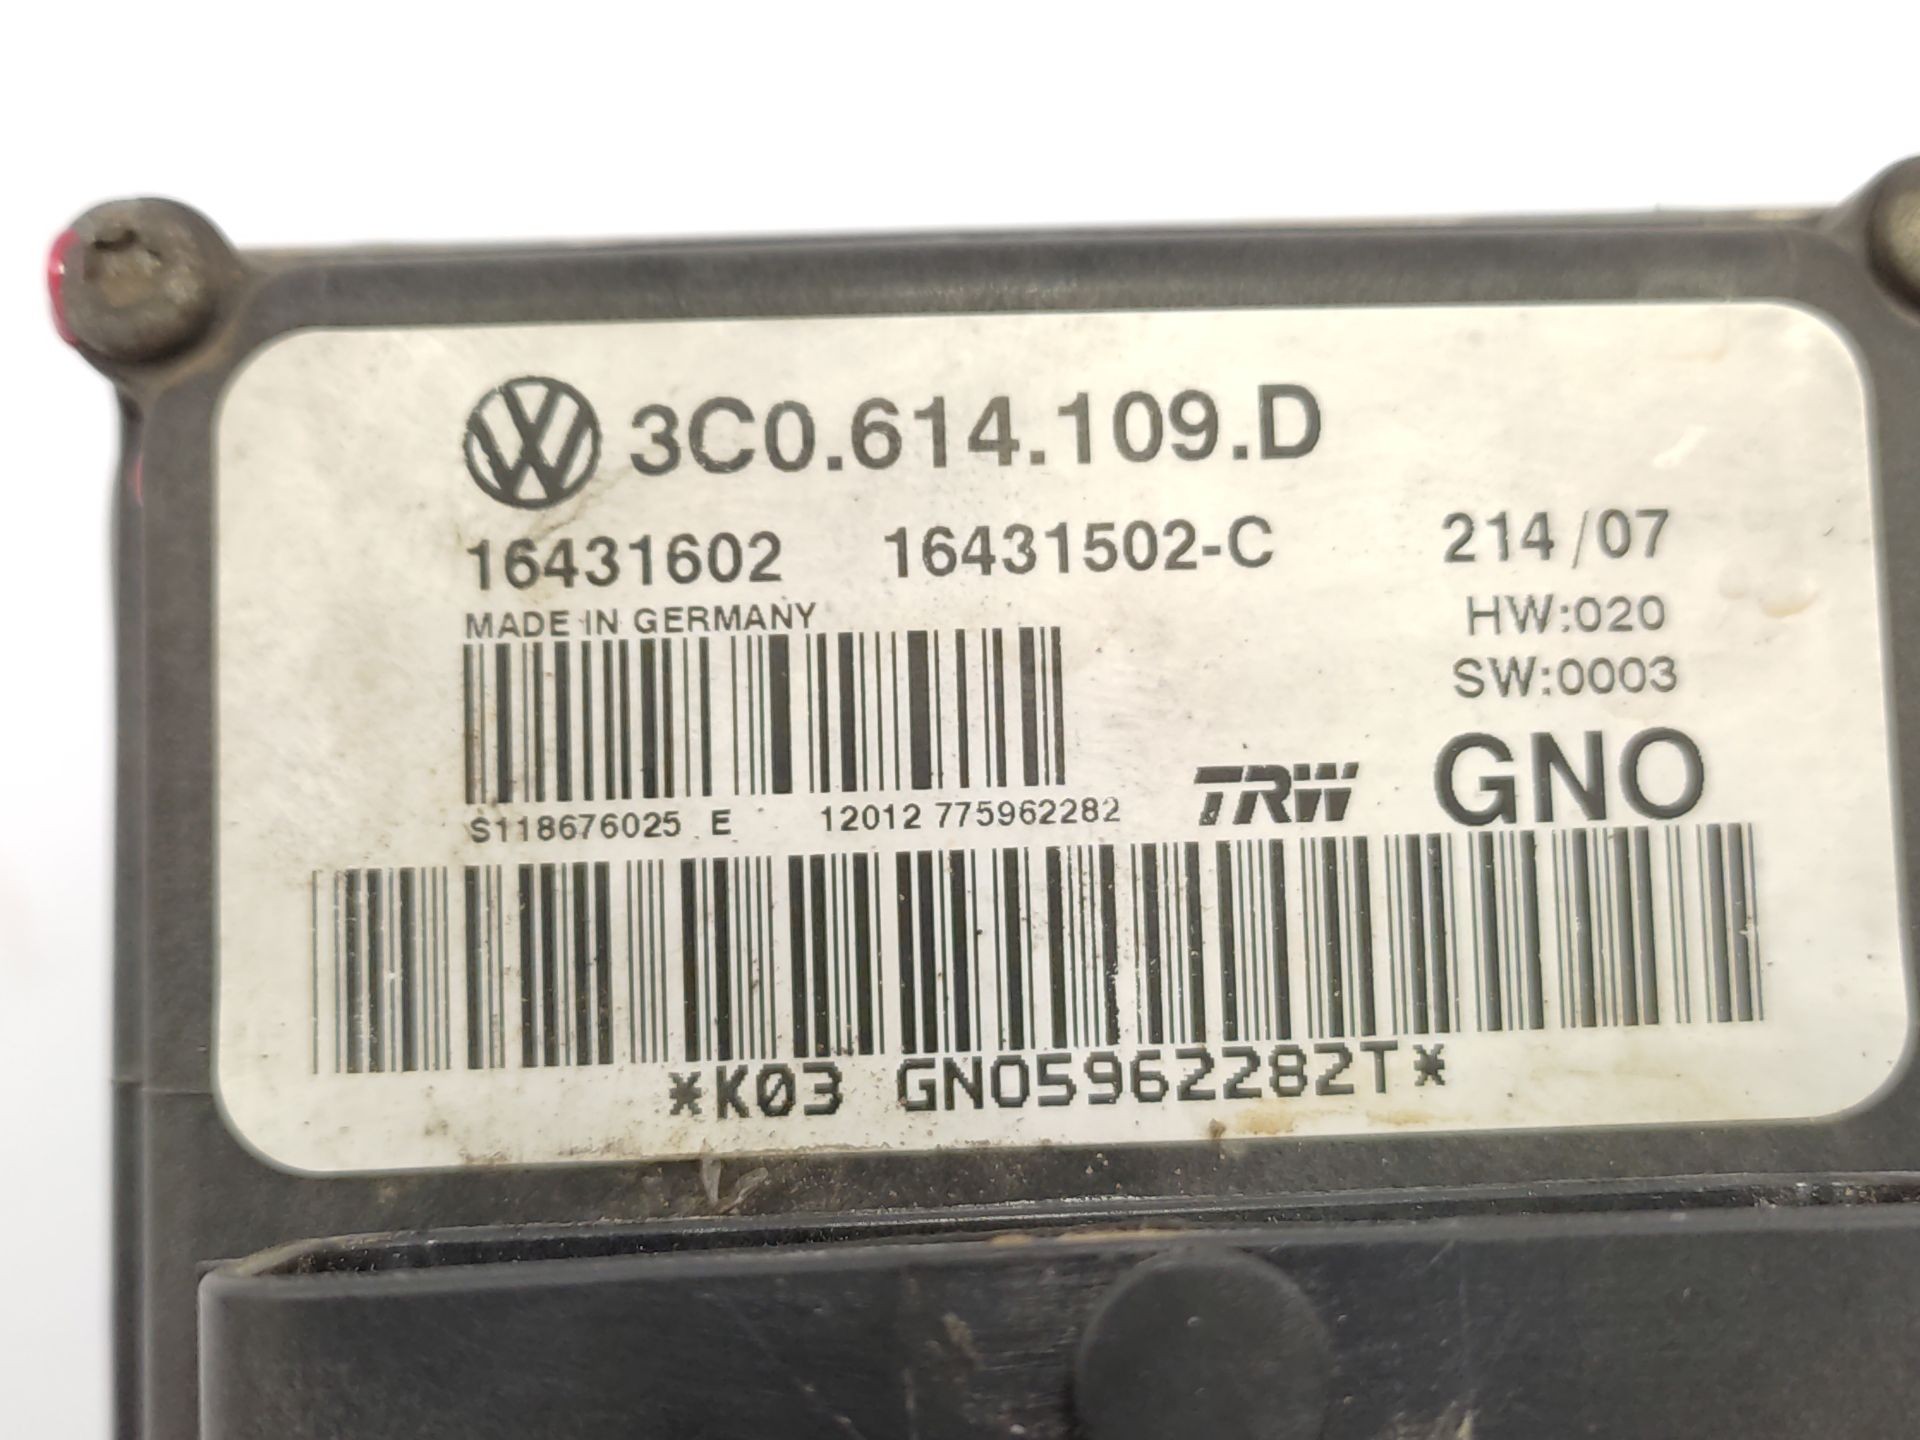 3C0.614.109.D
16431602 16431502-C 214/07
MADE IN GERMANY HW:020
SW:0003
S118676025 E 12012 775962282 TRW GNO
*K03 GNO5962282T*